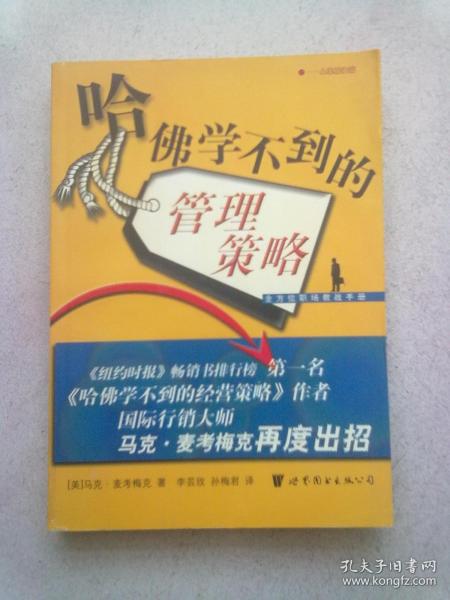 哈佛学不到的
管理
策略
全方位职场教战手册
《纽约时报》畅销书排行榜 第一名
《哈佛学不到的经营策略》作者
国际行销大师
马克·麦考梅克再度出招
[美]马克·麦考梅克 著 李芸玫 孙梅君 译 世界图书出版公司
孔夫子旧书网
www.kongfz.com